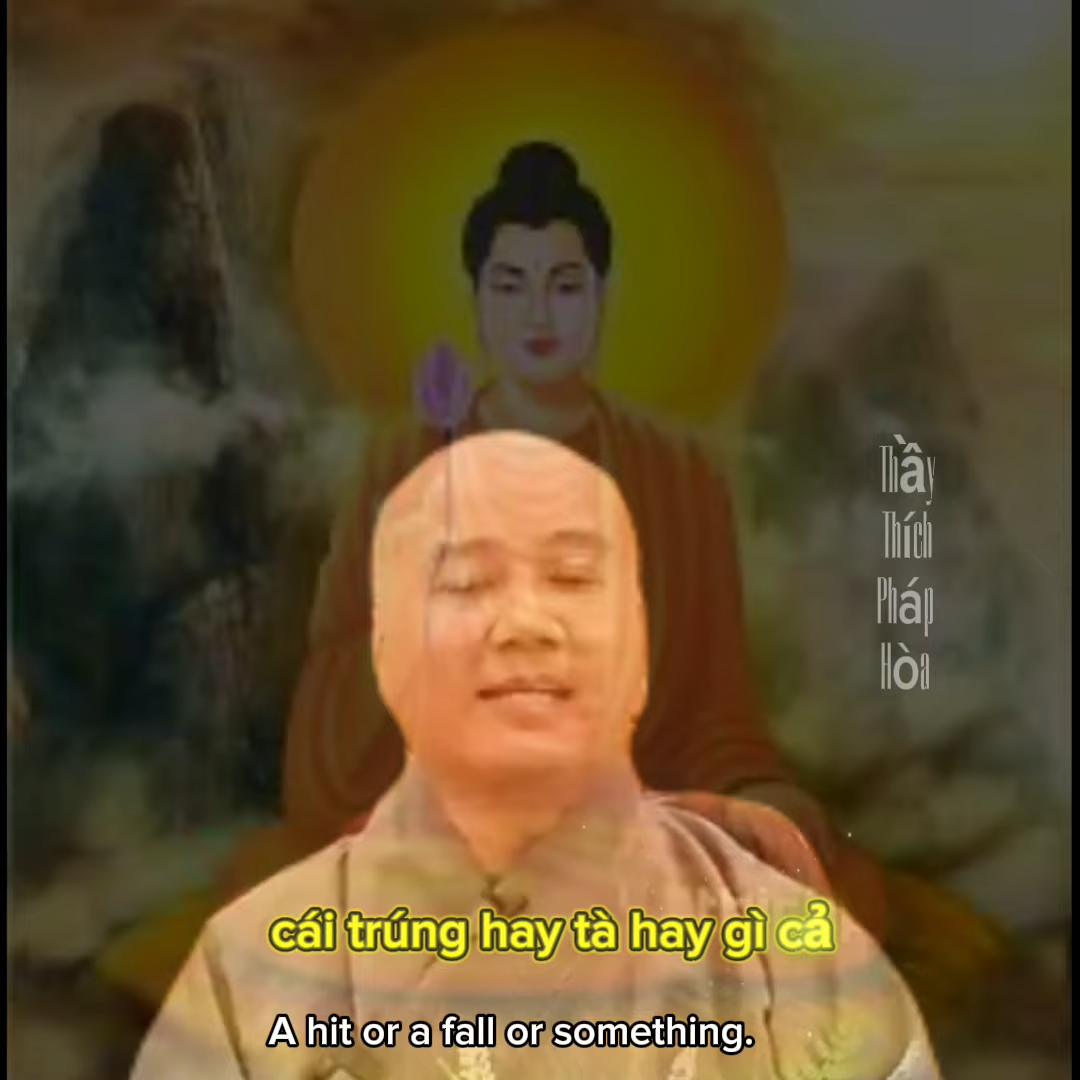 Thầy
Thích
Pháp
Hòa
cái trúng hay tà hay gì cả
A hit or a fall or something.